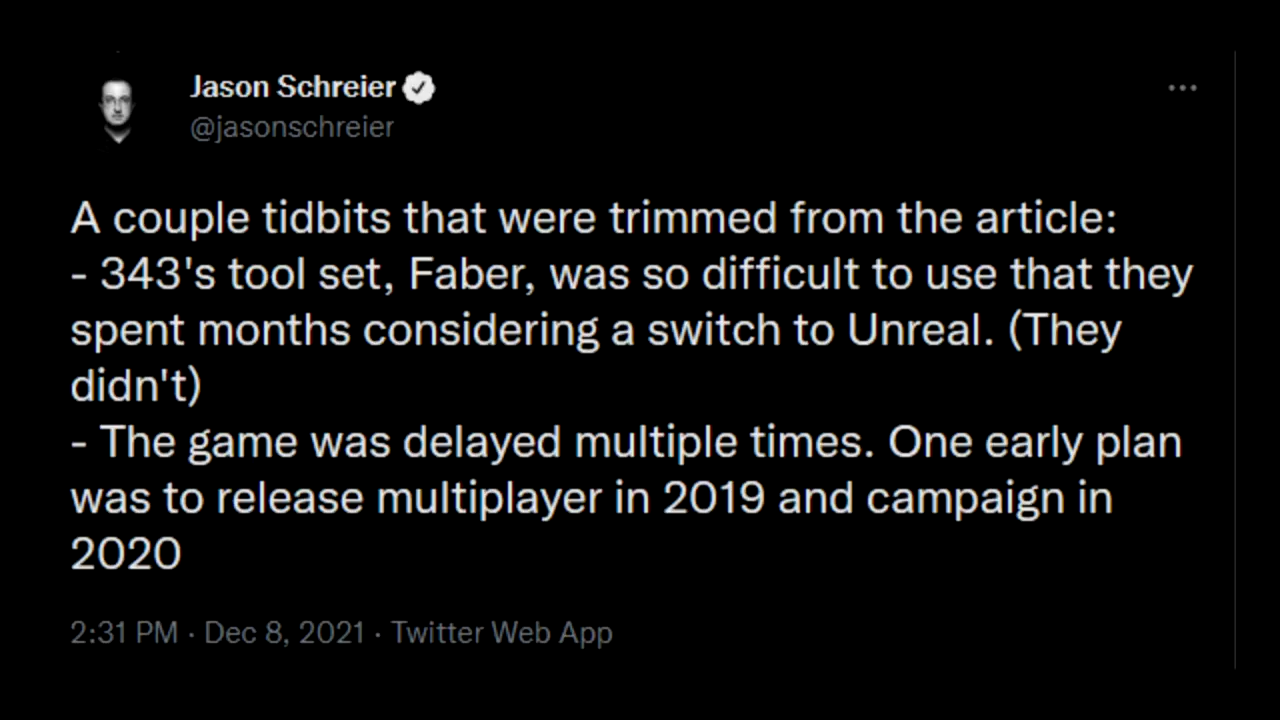 Jason Schreier
@jasonschreier
A couple tidbits that were trimmed from the article:
- 343's tool set, Faber, was so difficult to use that they
spent months considering a switch to Unreal. (They
didn't)
- The game was delayed multiple times. One early plan
was to release multiplayer in 2019 and campaign in
2020
2:31 PM · Dec 8, 2021 · Twitter Web App